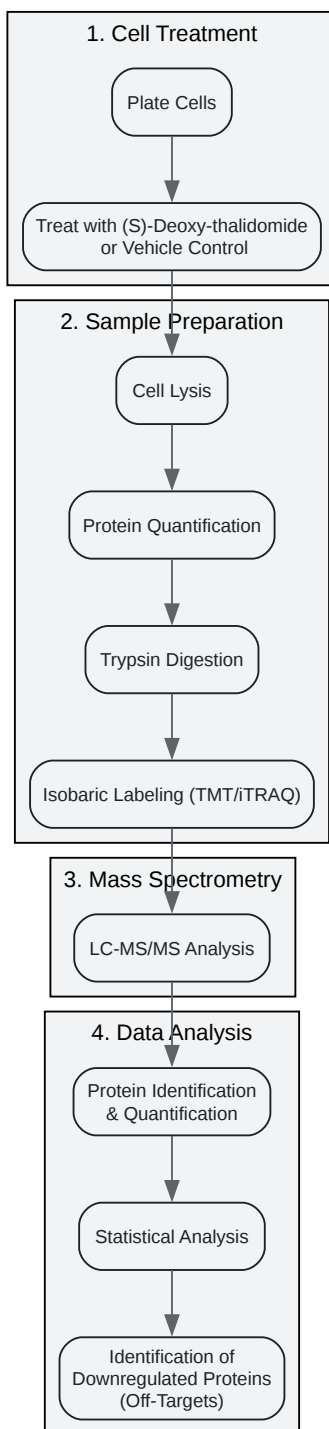 1. Cell Treatment
Plate Cells
Treat with (S)-Deoxy-thalidomide
or Vehicle Control
2. Sample Preparation
Cell Lysis
Protein Quantification
Trypsin Digestion
Isobaric Labeling (TMT/iTRAQ)
3. Mass Spectrometry
LC-MS/MS Analysis
4. Data Analysis
Protein Identification
& Quantification
Statistical Analysis
Identification of
Downregulated Proteins
(Off-Targets)